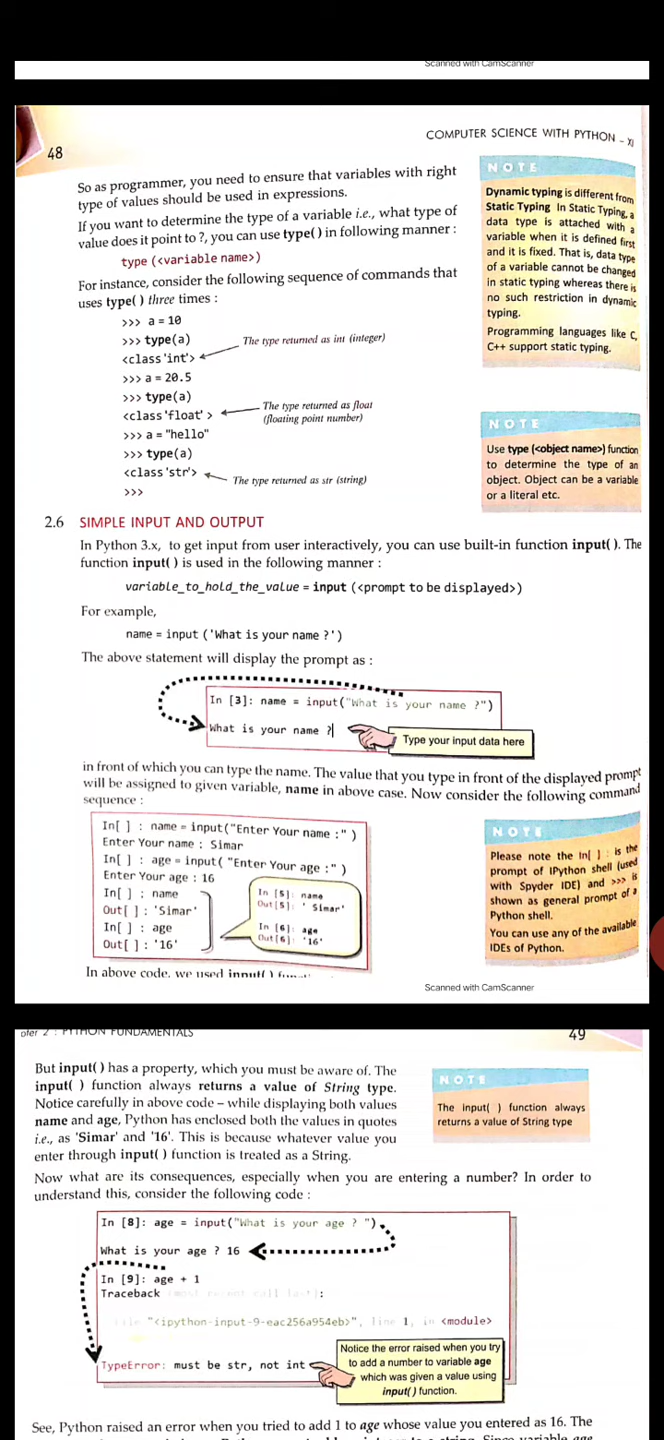 Scanned with CamScanner
COMPUTER SCIENCE WITH PYTHON – XI
48
So as programmer, you need to ensure that variables with right
type of values should be used in expressions.
If you want to determine the type of a variable i.e., what type of
value does it point to ?, you can use type( ) in following manner :
type (<variable name>)
For instance, consider the following sequence of commands that
uses type( ) three times :
>>> a = 10
>>> type(a)
The type returned as int (integer)
<class 'int'>
>>> a = 20.5
>>> type(a)
<class 'float' >
The type returned as float
(floating point number)
>>> a = "hello"
>>> type(a)
<class 'str'>
The type returned as str (string)
>>>
NOTE
Dynamic typing is different from
Static Typing In Static Typing, a
data type is attached with a
variable when it is defined first
and it is fixed. That is, data type
of a variable cannot be changed
in static typing whereas there is
no such restriction in dynamic
typing.
Programming languages like C,
C++ support static typing.
NOTE
Use type (<object name>) function
to determine the type of an
object. Object can be a variable
or a literal etc.
2.6 SIMPLE INPUT AND OUTPUT
In Python 3.x, to get input from user interactively, you can use built-in function input( ). The
function input( ) is used in the following manner :
variable_to_hold_the_value = input (<prompt to be displayed>)
For example,
name = input ('What is your name ?')
The above statement will display the prompt as :
In [3]: name = input("What is your name ?")
What is your name ?
Type your input data here
in front of which you can type the name. The value that you type in front of the displayed prompt
will be assigned to given variable, name in above case. Now consider the following command
sequence :
In[ ] : name = input("Enter Your name :" )
Enter Your name : Simar
In[ ] : age = input( "Enter Your age :" )
Enter Your age : 16
In[ ] : name
Out[ ] : 'Simar'
In[ ] : age
Out[ ] : '16'
In [5]: name
Out[5]: ' Simar'
In [6]: age
Out[6]: '16'
NOTE
Please note the In[ ] : is the
prompt of IPython shell (used
with Spyder IDE) and >>> is
shown as general prompt of a
Python shell.
You can use any of the available
IDEs of Python.
In above code, we used input( )
Scanned with CamScanner
2 : PYTHON FUNDAMENTALS
49
But input( ) has a property, which you must be aware of. The
input( ) function always returns a value of String type.
Notice carefully in above code – while displaying both values
name and age, Python has enclosed both the values in quotes
i.e., as 'Simar' and '16'. This is because whatever value you
enter through input( ) function is treated as a String.
NOTE
The input( ) function always
returns a value of String type
Now what are its consequences, especially when you are entering a number? In order to
understand this, consider the following code :
In [8]: age = input("What is your age ? ")
What is your age ? 16
In [9]: age + 1
Traceback (most recent call last):
"<ipython-input-9-eac256a954eb>", line 1, in <module>
TypeError: must be str, not int
Notice the error raised when you try
to add a number to variable age
which was given a value using
input( ) function.
See, Python raised an error when you tried to add 1 to age whose value you entered as 16. The